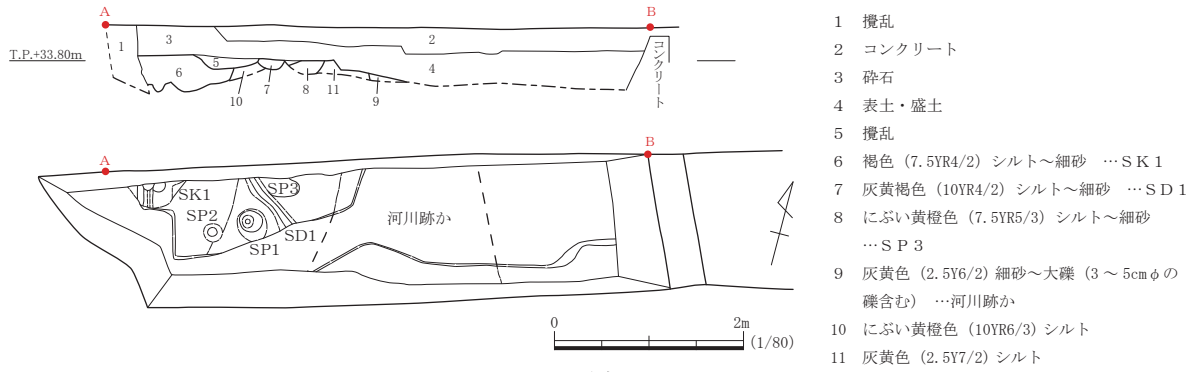 A
B
1
3
2
T.P.+33.80m
5
4
6
コンクリート
10
7
8
11
9
A
B
SK1
SP3
SP2
河川跡か
SD1
SP1
0
2m
(1/80)
1 攪乱
2 コンクリート
3 砕石
4 表土・盛土
5 攪乱
6 褐色（7.5YR4/2）シルト～細砂 …ＳＫ１
7 灰黄褐色（10YR4/2）シルト～細砂 …ＳＤ１
8 にぶい黄橙色（7.5YR5/3）シルト～細砂
…ＳＰ３
9 灰黄色（2.5Y6/2）細砂～大礫（3 ～ 5cmφの
礫含む） …河川跡か
10 にぶい黄橙色（10YR6/3）シルト
11 灰黄色（2.5Y7/2）シルト